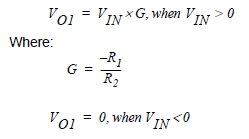 V_O1 = V_IN × G, when V_IN > 0
Where:
G = –R_1 / R_2
V_O1 = 0, when V_IN < 0